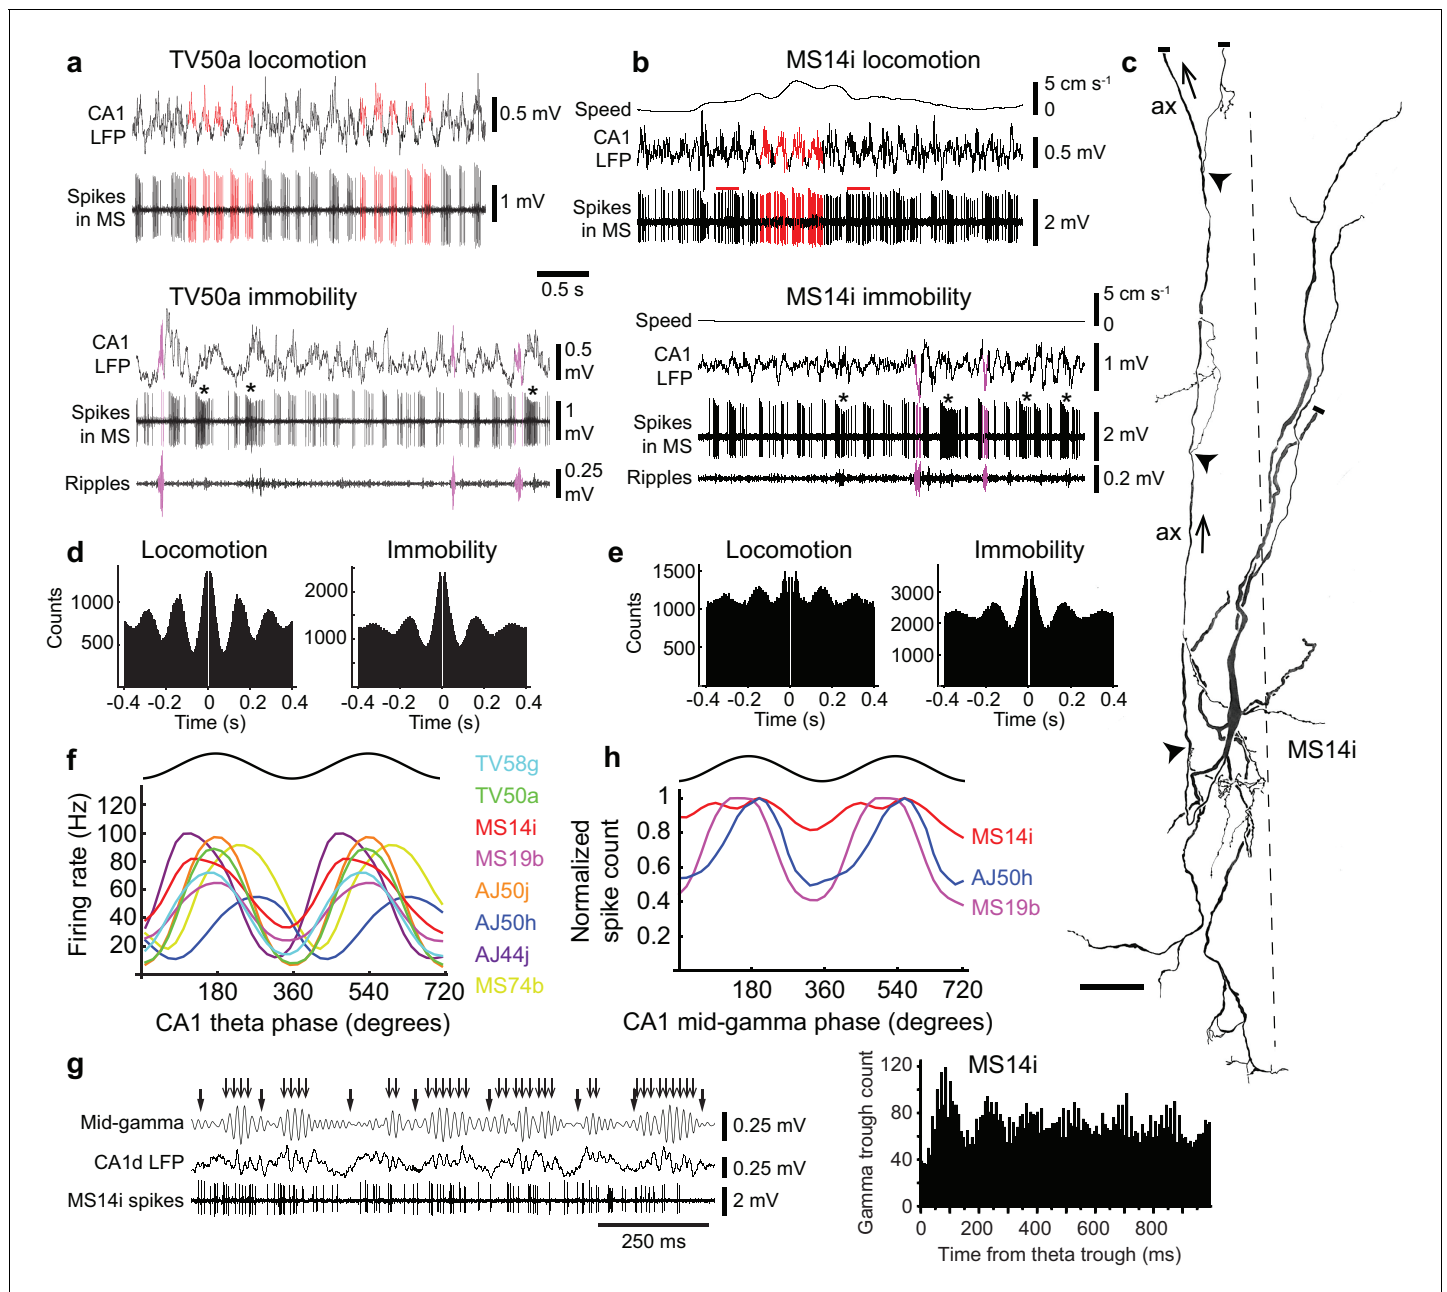 a
TV50a locomotion
CA1
LFP
0.5 mV
Spikes
in MS
1 mV
0.5 s
TV50a immobility
CA1
LFP
0.5
mV
* * *
Spikes
in MS
1
mV
Ripples
0.25
mV
b
MS14i locomotion
Speed
5 cm s-1
0
CA1
LFP
0.5 mV
Spikes
in MS
2 mV
MS14i immobility
Speed
5 cm s-1
0
CA1
LFP
1 mV
* * * *
Spikes
in MS
2 mV
Ripples
0.2 mV
c
ax
ax
MS14i
d
Locomotion
Counts
1000
500
-0.4 -0.2 0 0.2 0.4
Time (s)
Immobility
2000
1000
-0.4 -0.2 0 0.2 0.4
Time (s)
e
Locomotion
Counts
1500
1000
500
-0.4 -0.2 0 0.2 0.4
Time (s)
Immobility
3000
2000
1000
-0.4 -0.2 0 0.2 0.4
Time (s)
f
Firing rate (Hz)
120
100
80
60
40
20
180 360 540 720
CA1 theta phase (degrees)
TV58g
TV50a
MS14i
MS19b
AJ50j
AJ50h
AJ44j
MS74b
h
Normalized
spike count
1
0.8
0.6
0.4
0.2
180 360 540 720
CA1 mid-gamma phase (degrees)
MS14i
AJ50h
MS19b
g
Mid-gamma
0.25 mV
CA1d LFP
0.25 mV
MS14i spikes
2 mV
250 ms
MS14i
Gamma trough count
120
80
40
0
0 200 400 600 800
Time from theta trough (ms)